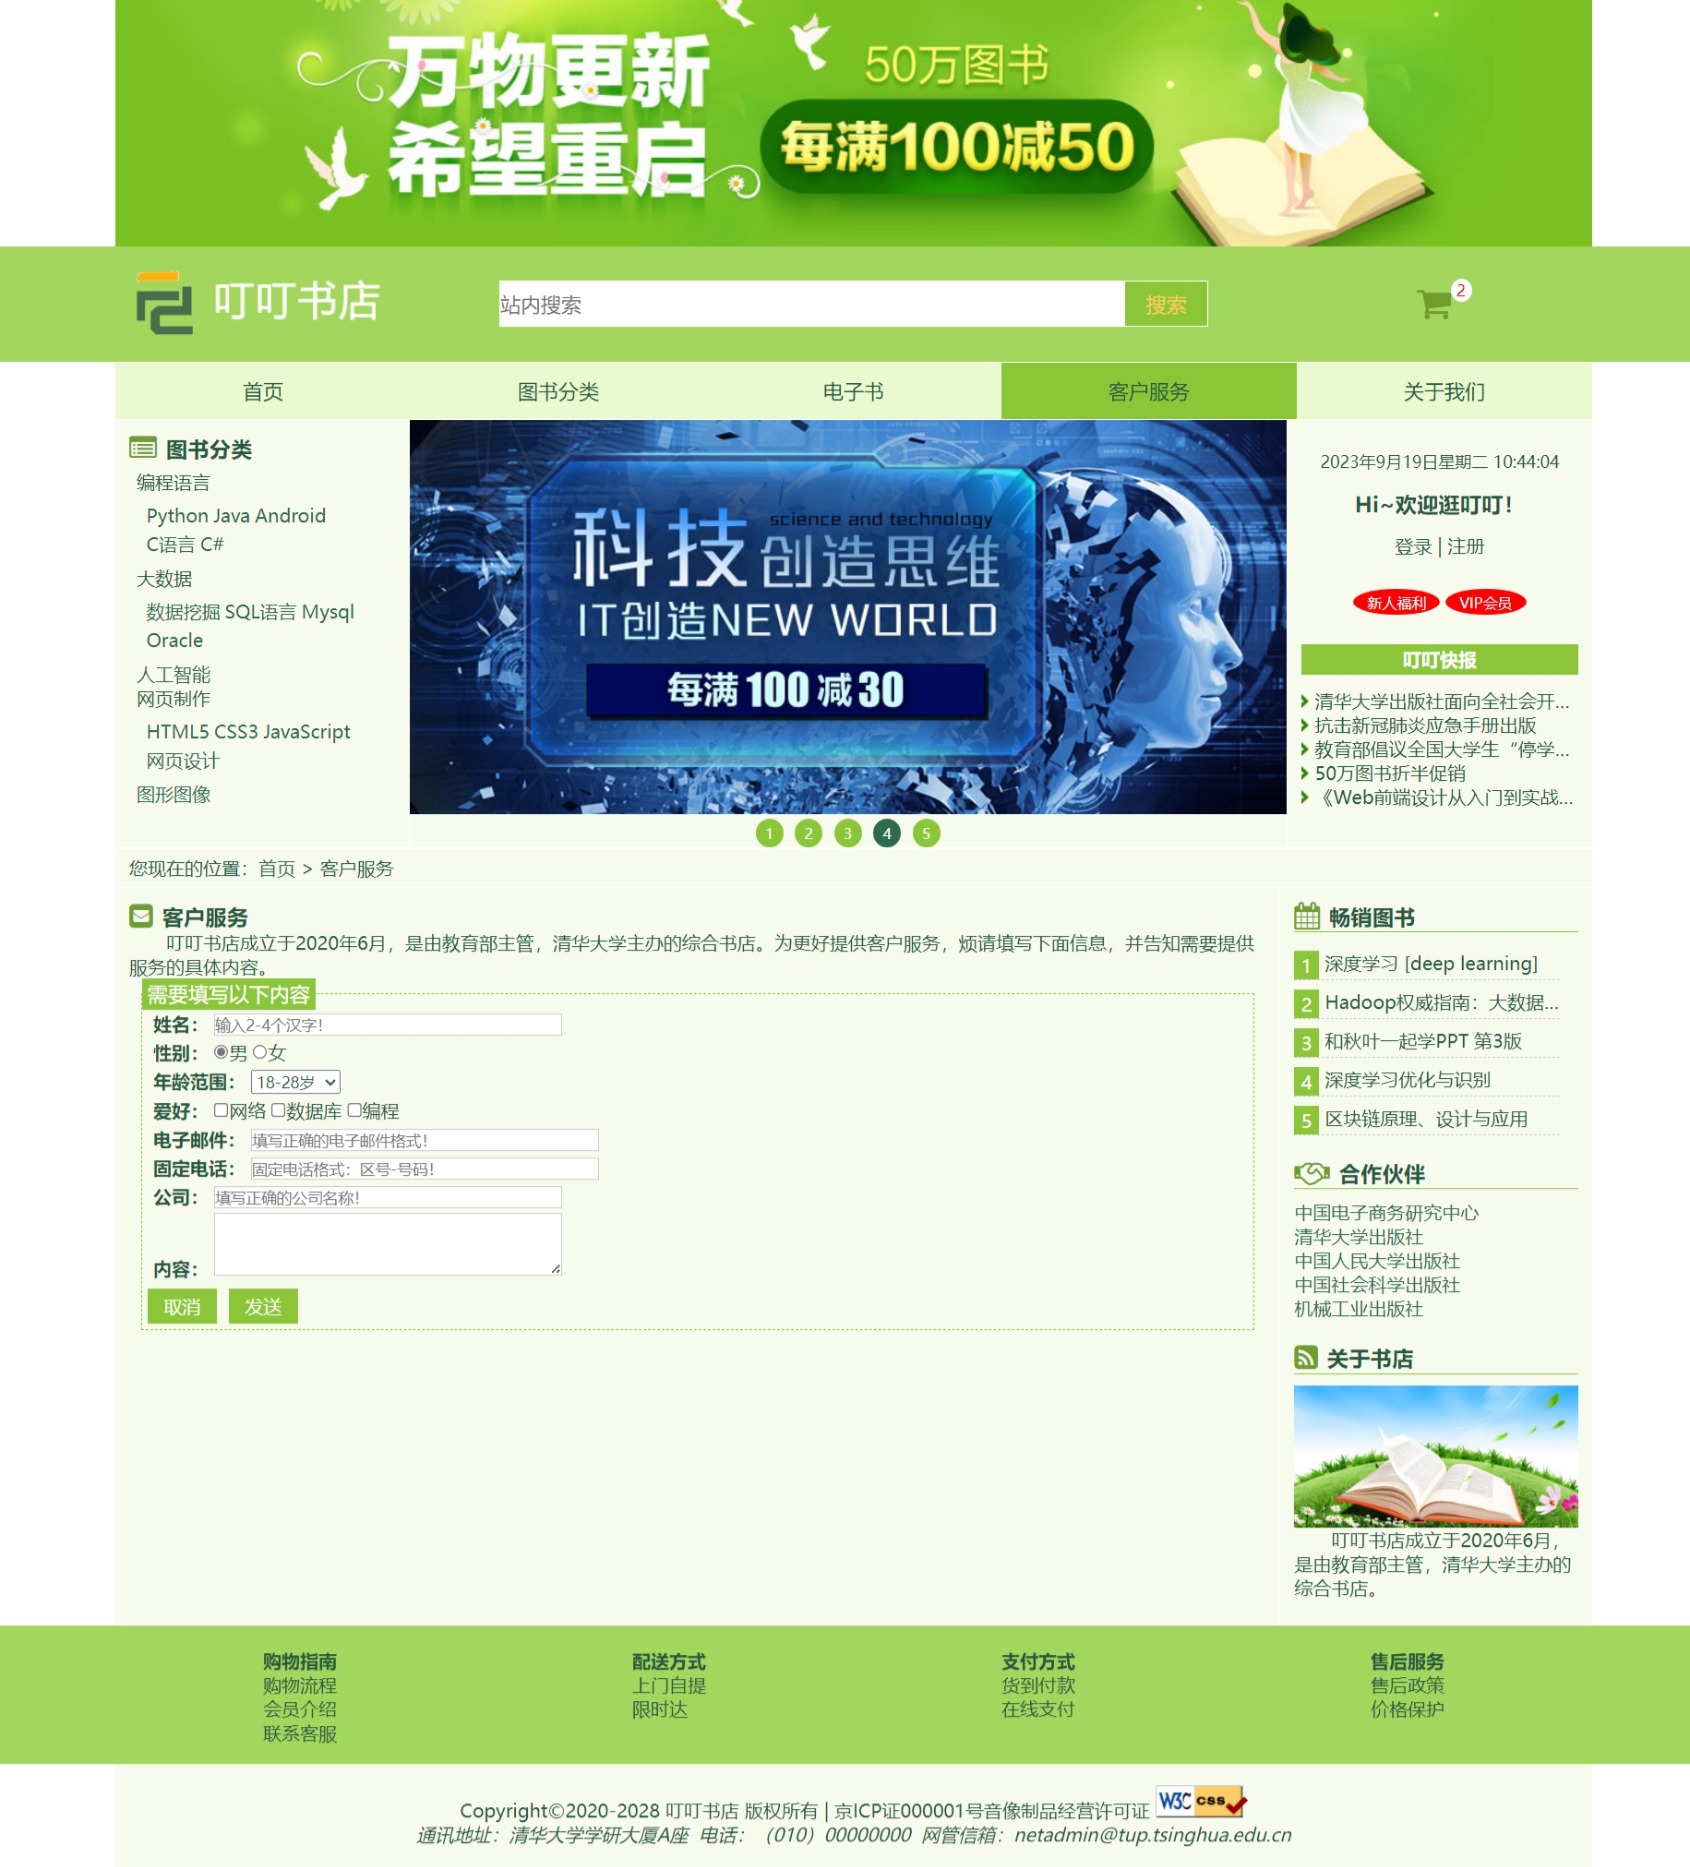 万物更新
希望重启
50万图书
每满100减50
叮叮书店
站内搜索
搜索
2
首页 图书分类 电子书 客户服务 关于我们
图书分类
编程语言
Python Java Android
C语言 C#
大数据
数据挖掘 SQL语言 Mysql
Oracle
人工智能
网页制作
HTML5 CSS3 JavaScript
网页设计
图形图像
科技 science and technology
创造思维
IT创造NEW WORLD
每满 100 减 30
1 2 3 4 5
2023年9月19日星期二 10:44:04
Hi~欢迎逛叮叮!
登录 | 注册
新人福利 VIP会员
叮叮快报
清华大学出版社面向全社会开...
抗击新冠肺炎应急手册出版
教育部倡议全国大学生“停学...
50万图书折半促销
《Web前端设计从入门到实战...
您现在的位置：首页 > 客户服务
客户服务
叮叮书店成立于2020年6月，是由教育部主管，清华大学主办的综合书店。为更好提供客户服务，烦请填写下面信息，并告知需要提供
服务的具体内容。
需要填写以下内容
姓名： 输入2-4个汉字!
性别： 男 女
年龄范围： 18-28岁
爱好： 网络 数据库 编程
电子邮件： 填写正确的电子邮件格式!
固定电话： 固定电话格式：区号-号码!
公司： 填写正确的公司名称!
内容：
取消 发送
畅销图书
1 深度学习 [deep learning]
2 Hadoop权威指南：大数据...
3 和秋叶一起学PPT 第3版
4 深度学习优化与识别
5 区块链原理、设计与应用
合作伙伴
中国电子商务研究中心
清华大学出版社
中国人民大学出版社
中国社会科学出版社
机械工业出版社
关于书店
叮叮书店成立于2020年6月，
是由教育部主管，清华大学主办的
综合书店。
购物指南
购物流程
会员介绍
联系客服
配送方式
上门自提
限时达
支付方式
货到付款
在线支付
售后服务
售后政策
价格保护
Copyright©2020-2028 叮叮书店 版权所有 | 京ICP证000001号音像制品经营许可证 W3C css
通讯地址：清华大学学研大厦A座 电话：（010）00000000 网管信箱：netadmin@tup.tsinghua.edu.cn